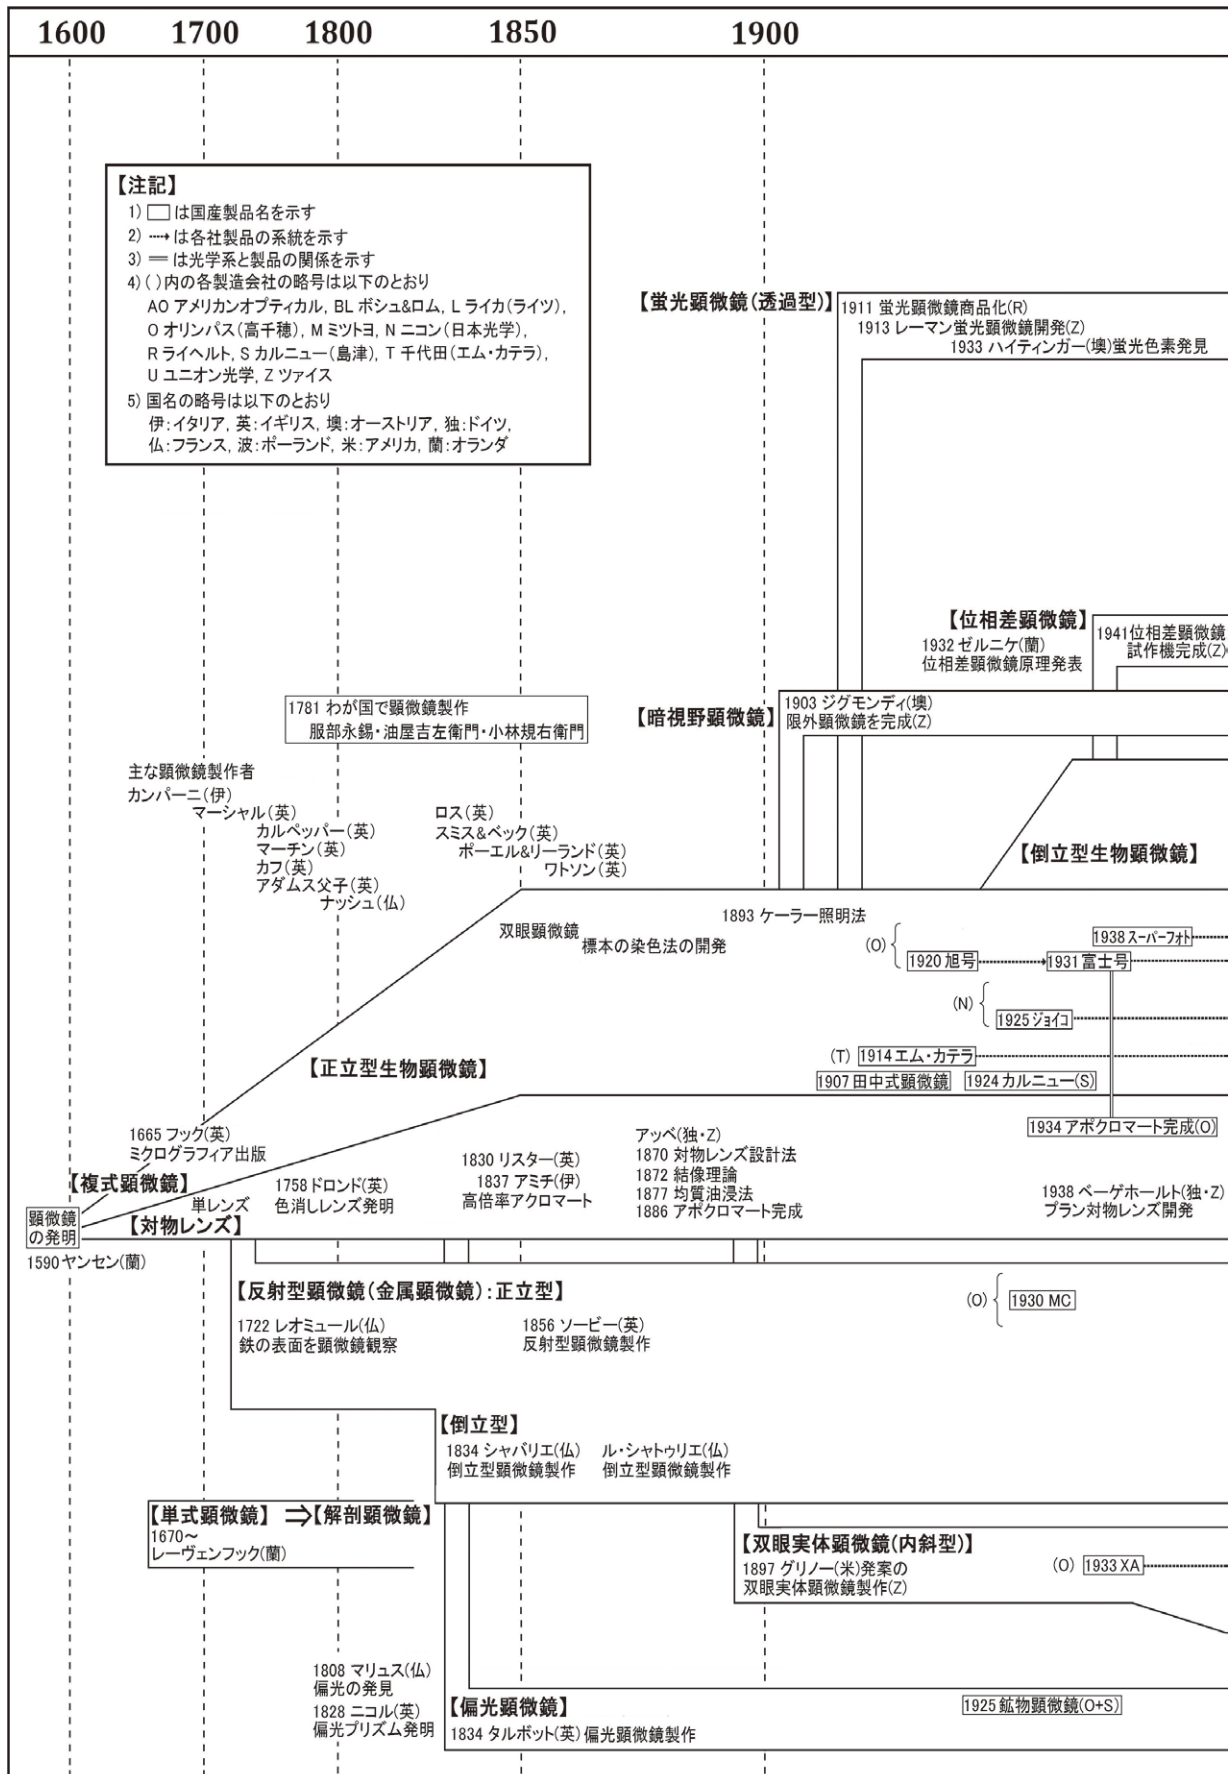 1600 1700 1800 1850 1900
【注記】
1) □は国産製品名を示す
2) ┈→は各社製品の系統を示す
3) ═は光学系と製品の関係を示す
4) ( )内の各製造会社の略号は以下のとおり
AO アメリカンオプティカル, BL ボシュ&ロム, L ライカ(ライツ),
O オリンパス(高千穂), M ミツトヨ, N ニコン(日本光学),
R ライヘルト, S カルニュー(島津), T 千代田(エム・カテラ),
U ユニオン光学, Z ツァイス
5) 国名の略号は以下のとおり
伊:イタリア, 英:イギリス, 墺:オーストリア, 独:ドイツ,
仏:フランス, 波:ポーランド, 米:アメリカ, 蘭:オランダ
【蛍光顕微鏡(透過型)】
1911 蛍光顕微鏡商品化(R)
1913 レーマン蛍光顕微鏡開発(Z)
1933 ハイティンガー(墺)蛍光色素発見
【位相差顕微鏡】
1932 ゼルニケ(蘭)
位相差顕微鏡原理発表
1941位相差顕微鏡
試作機完成(Z)
【暗視野顕微鏡】
1903 ジグモンディ(墺)
限外顕微鏡を完成(Z)
1781 わが国で顕微鏡製作
服部永錫・油屋吉左衛門・小林規右衛門
主な顕微鏡製作者
カンパーニ(伊)
マーシャル(英)
カルペッパー(英)
マーチン(英)
カフ(英)
アダムス父子(英)
ナッシュ(仏)
ロス(英)
スミス&ベック(英)
ポーエル&リーランド(英)
ワトソン(英)
【倒立型生物顕微鏡】
1893 ケーラー照明法
双眼顕微鏡
標本の染色法の開発
(O)
1938 スーパーフォト
1920 旭号
1931 富士号
(N)
1925 ジョイコ
(T) 1914 エム・カテラ
1907 田中式顕微鏡
1924 カルニュー(S)
【正立型生物顕微鏡】
1934 アポクロマート完成(O)
1665 フック(英)
ミクログラフィア出版
【複式顕微鏡】
顕微鏡
の発明
1590 ヤンセン(蘭)
単レンズ
【対物レンズ】
1758 ドロンド(英)
色消しレンズ発明
1830 リスター(英)
1837 アミチ(伊)
高倍率アクロマート
アッベ(独・Z)
1870 対物レンズ設計法
1872 結像理論
1877 均質油浸法
1886 アポクロマート完成
1938 ベーゲホールト(独・Z)
プラン対物レンズ開発
【反射型顕微鏡(金属顕微鏡):正立型】
1722 レオミュール(仏)
鉄の表面を顕微鏡観察
1856 ソービー(英)
反射型顕微鏡製作
(O) 1930 MC
【倒立型】
1834 シャバリエ(仏)
倒立型顕微鏡製作
ル・シャトゥリエ(仏)
倒立型顕微鏡製作
【単式顕微鏡】 ⇒【解剖顕微鏡】
1670〜
レーヴェンフック(蘭)
【双眼実体顕微鏡(内斜型)】
1897 グリノー(米)発案の
双眼実体顕微鏡製作(Z)
(O) 1933 XA
1808 マリュス(仏)
偏光の発見
1828 ニコル(英)
偏光プリズム発明
【偏光顕微鏡】
1834 タルボット(英)偏光顕微鏡製作
1925 鉱物顕微鏡(O+S)